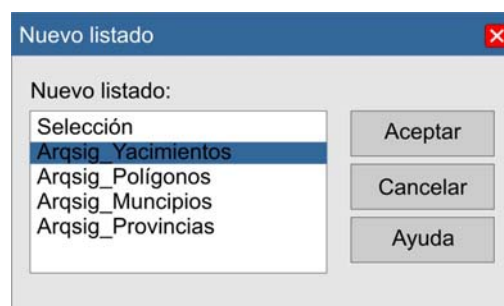 Nuevo listado
Nuevo listado:
Selección
Arqsig_Yacimientos
Arqsig_Polígonos
Arqsig_Muncipios
Arqsig_Provincias
Aceptar
Cancelar
Ayuda